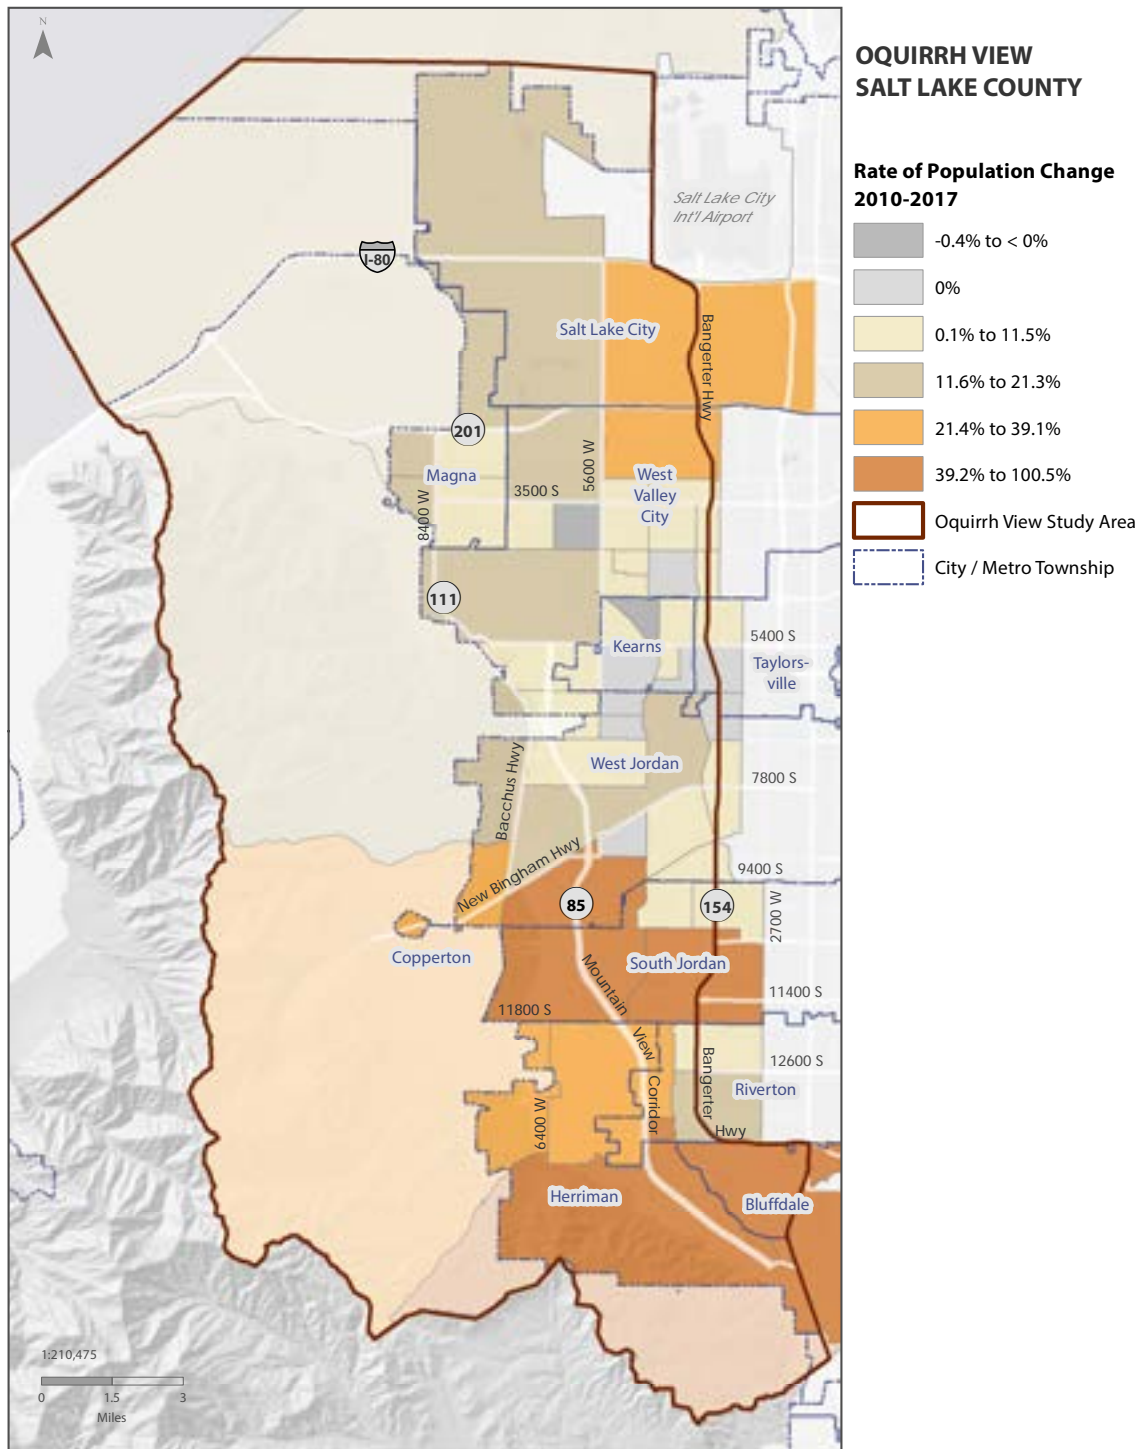 N
OQUIRRH VIEW
SALT LAKE COUNTY
Rate of Population Change
2010-2017
-0.4% to < 0%
0%
0.1% to 11.5%
11.6% to 21.3%
21.4% to 39.1%
39.2% to 100.5%
Oquirrh View Study Area
City / Metro Township
Salt Lake City
Int'l Airport
I-80
Salt Lake City
Bangerter Hwy
201
5600 W
Magna
West
Valley
City
3500 S
8400 W
111
Kearns
5400 S
Taylors-
ville
West Jordan
Bacchus Hwy
7800 S
New Bingham Hwy
9400 S
85
154
2700 W
Copperton
South Jordan
Mountain
View
Corridor
11400 S
11800 S
12600 S
Bangerter
Hwy
Riverton
6400 W
Herriman
Bluffdale
1:210,475
0 1.5 3
Miles